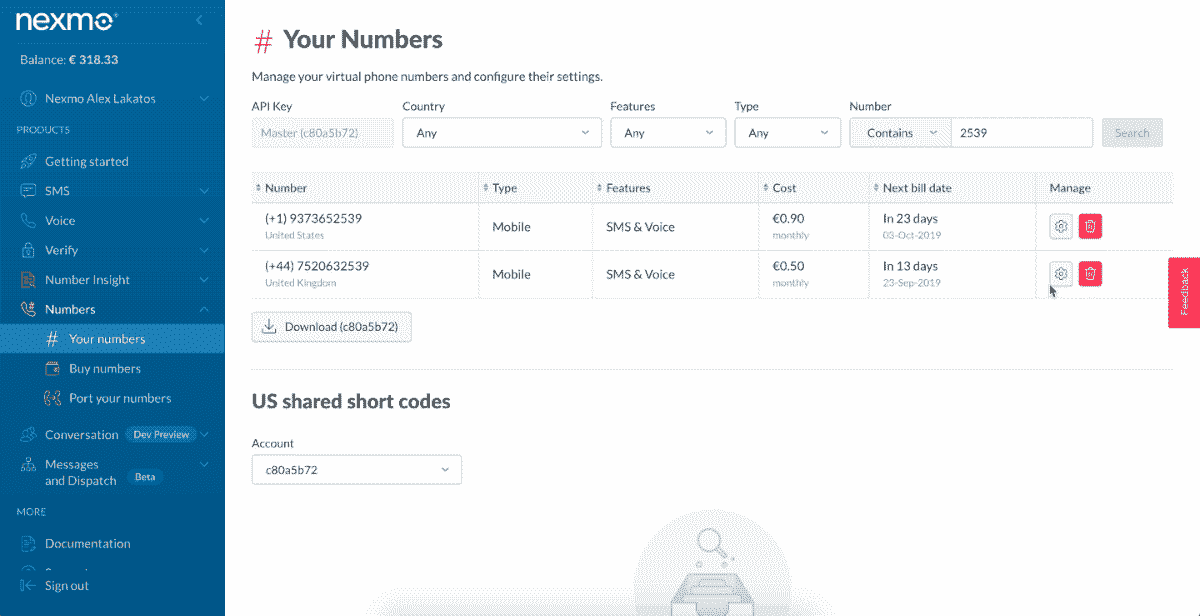 nexmo
Balance: € 318.33
Nexmo Alex Lakatos
PRODUCTS
Getting started
SMS
Voice
Verify
Number Insight
Numbers
# Your numbers
Buy numbers
Port your numbers
Conversation Dev Preview
Messages
and Dispatch Beta
MORE
Documentation
Sign out
# Your Numbers
Manage your virtual phone numbers and configure their settings.
API Key Country Features Type Number
Master (c80a5b72) Any Any Any Contains 2539 Search
Number Type Features Cost Next bill date Manage
(+1) 9373652539 Mobile SMS & Voice €0.90 In 23 days
United States monthly 03-Oct-2019
(+44) 7520632539 Mobile SMS & Voice €0.50 In 13 days
United Kingdom monthly 23-Sep-2019
Download (c80a5b72)
US shared short codes
Account
c80a5b72
Feedback